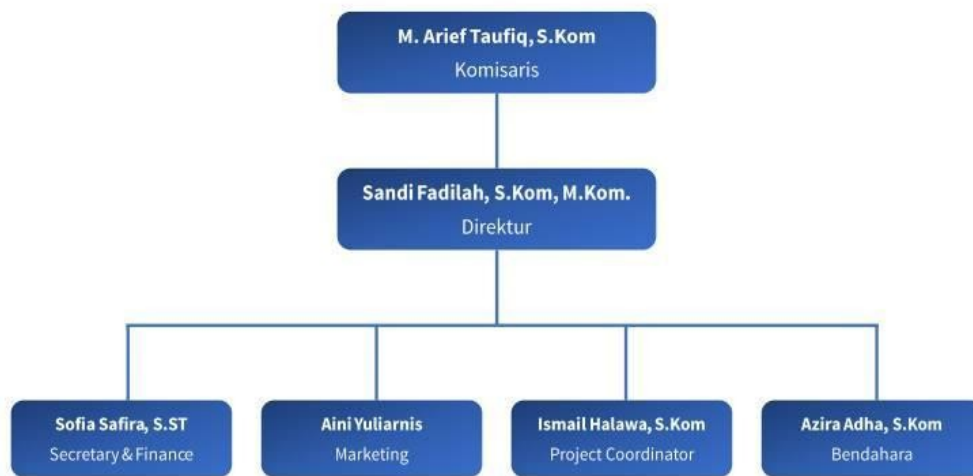 M. Arief Taufiq, S.Kom
Komisaris
Sandi Fadilah, S.Kom, M.Kom.
Direktur
Sofia Safira, S.ST
Secretary & Finance
Aini Yuliarnis
Marketing
Ismail Halawa, S.Kom
Project Coordinator
Azira Adha, S.Kom
Bendahara